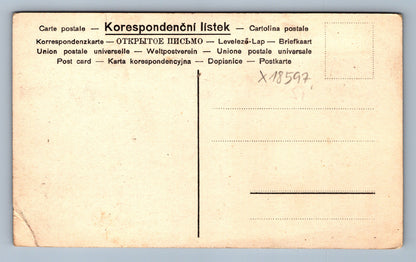 Carte postale — Korespondenční lístek — Cartolina postale
Korrespondenzkarte — ОТКРЫТОЕ ПИСЬМО — Levelező-Lap — Briefkaart
Union postale universelle — Weltpostverein — Unione postale universale
Post card — Karta korespondencyjna — Dopisnice — Postkarte
X 18597